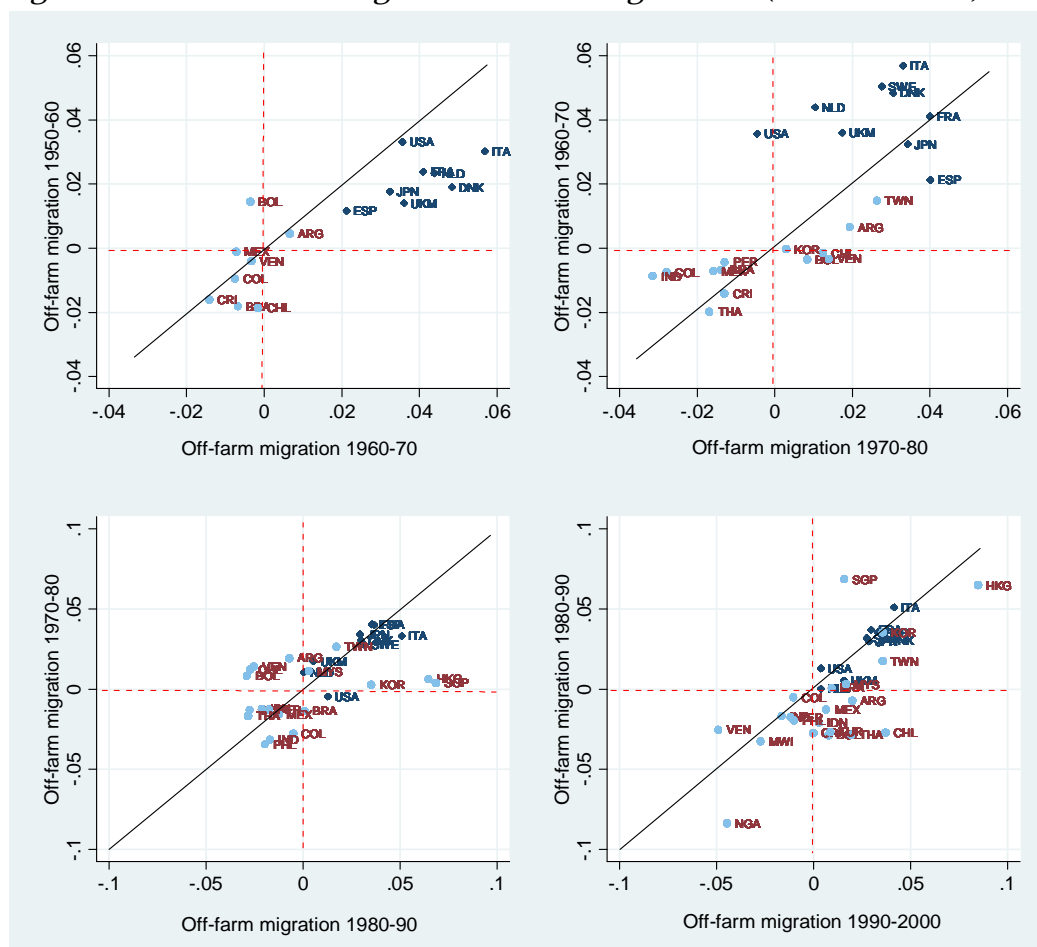 .06
.04
.02
0
-.02
-.04
Off-farm migration 1950-60
USA
ITA
NLD
DNK
JPN
UKM
ESP
BOL
ARG
MEX
VEN
COL
CRI
CHL
-.04 -.02 0 .02 .04 .06
Off-farm migration 1960-70
.06
.04
.02
0
-.02
-.04
Off-farm migration 1960-70
ITA
SWE
DNK
NLD
FRA
USA
UKM
JPN
ESP
TWN
ARG
KOR
CHL
VEN
PER
COL
IND
CRI
THA
-.04 -.02 0 .02 .04 .06
Off-farm migration 1970-80
.1
.05
0
-.05
-.1
Off-farm migration 1970-80
ITA
TWN
ARG
UKM
VEN
BOL
HKG
SGP
KOR
USA
BRA
MEX
COL
IND
PHL
-.1 -.05 0 .05 .1
Off-farm migration 1980-90
.1
.05
0
-.05
-.1
Off-farm migration 1980-90
SGP
HKG
ITA
KOR
TWN
USA
UKM
COL
ARG
MEX
IDN
VEN
CHL
THA
MWI
NGA
-.1 -.05 0 .05 .1
Off-farm migration 1990-2000